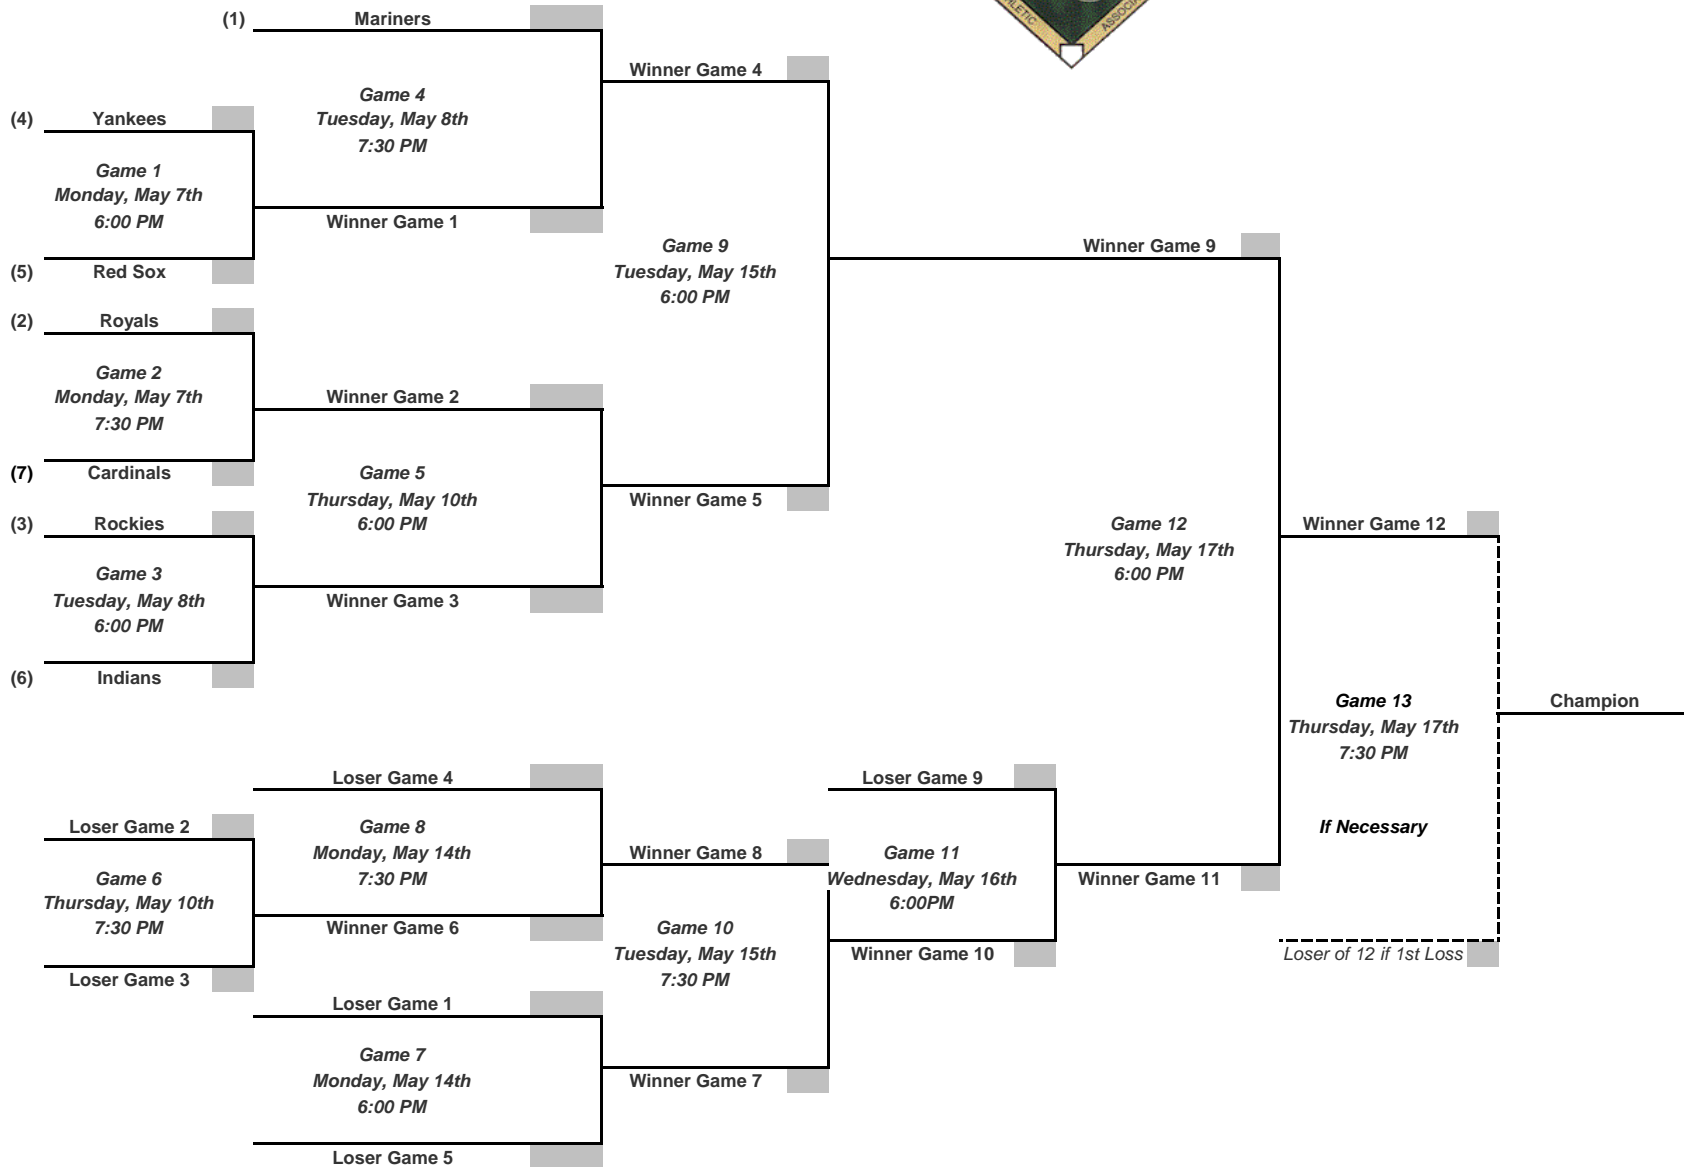 (1) Mariners
HLETIC
Winner Game 4
Game 4
Tuesday, May 8th
7:30 PM
(4) Yankees
Game 1
Monday, May 7th
6:00 PM
Winner Game 1
(5) Red Sox
Game 9
Tuesday, May 15th
6:00 PM
Winner Game 9
(2) Royals
Game 2
Monday, May 7th
7:30 PM
Winner Game 2
(7) Cardinals
Game 5
Thursday, May 10th
6:00 PM
Winner Game 5
(3) Rockies
Game 3
Tuesday, May 8th
6:00 PM
Winner Game 3
(6) Indians
Game 12
Thursday, May 17th
6:00 PM
Winner Game 12
Game 13
Thursday, May 17th
7:30 PM
If Necessary
Champion
Loser Game 4
Loser Game 9
Loser Game 2
Game 8
Monday, May 14th
7:30 PM
Winner Game 8
Game 11
Wednesday, May 16th
6:00PM
Winner Game 11
Game 6
Thursday, May 10th
7:30 PM
Winner Game 6
Game 10
Tuesday, May 15th
7:30 PM
Winner Game 10
Loser of 12 if 1st Loss
Loser Game 3
Loser Game 1
Game 7
Monday, May 14th
6:00 PM
Winner Game 7
Loser Game 5